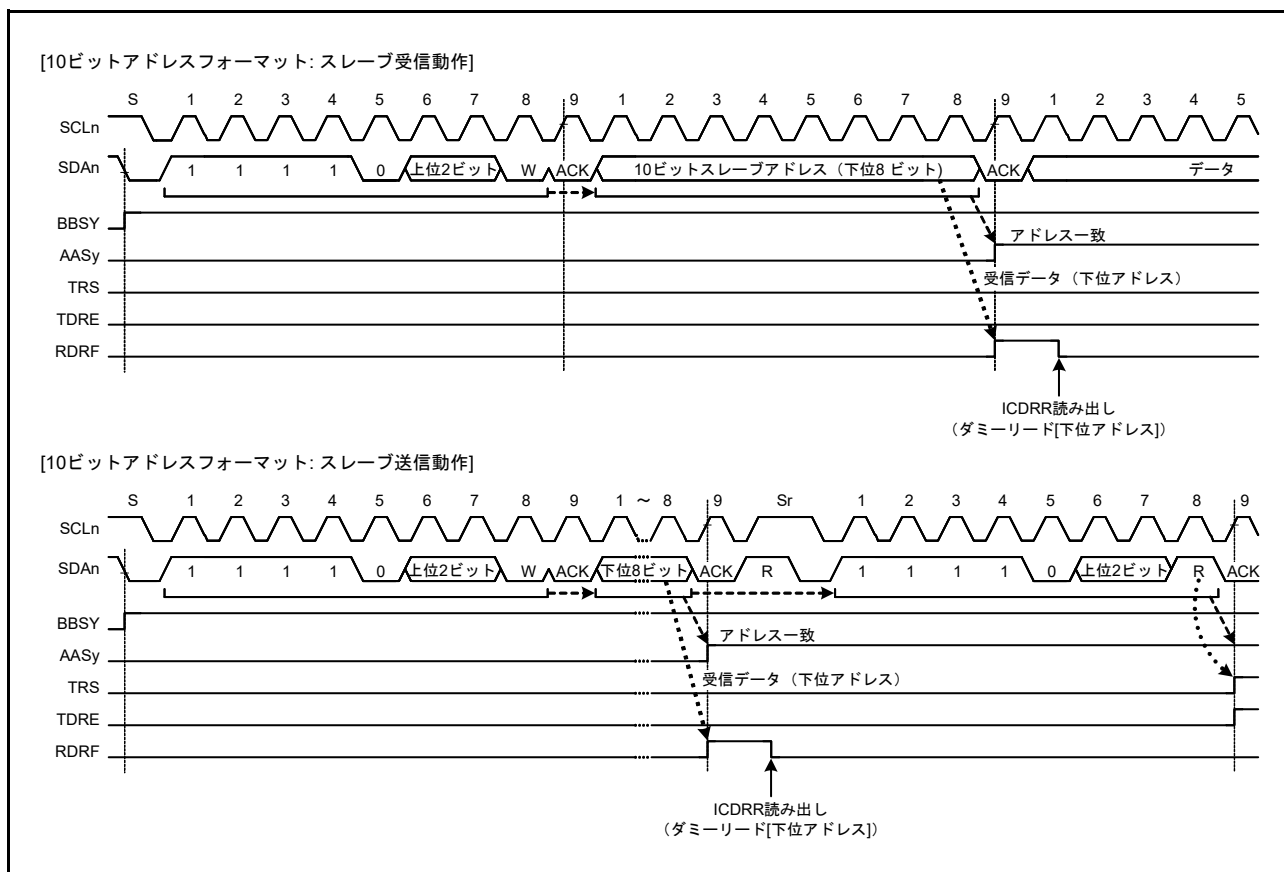 [10ビットアドレスフォーマット: スレーブ受信動作]
S 1 2 3 4 5 6 7 8 9 1 2 3 4 5 6 7 8 9 1 2 3 4 5
SCLn
SDAn 1 1 1 1 0 上位2ビット W ACK 10ビットスレーブアドレス（下位8 ビット) ACK データ
BBSY
アドレス一致
AASy
受信データ（下位アドレス）
TRS
TDRE
RDRF
ICDRR読み出し
（ダミーリード[下位アドレス]）
[10ビットアドレスフォーマット: スレーブ送信動作]
S 1 2 3 4 5 6 7 8 9 1 ～ 8 9 Sr 1 2 3 4 5 6 7 8 9
SCLn
SDAn 1 1 1 1 0 上位2ビット W ACK 下位8ビット ACK R 1 1 1 1 0 上位2ビット R ACK
BBSY
アドレス一致
AASy
受信データ（下位アドレス）
TRS
TDRE
RDRF
ICDRR読み出し
（ダミーリード[下位アドレス]）